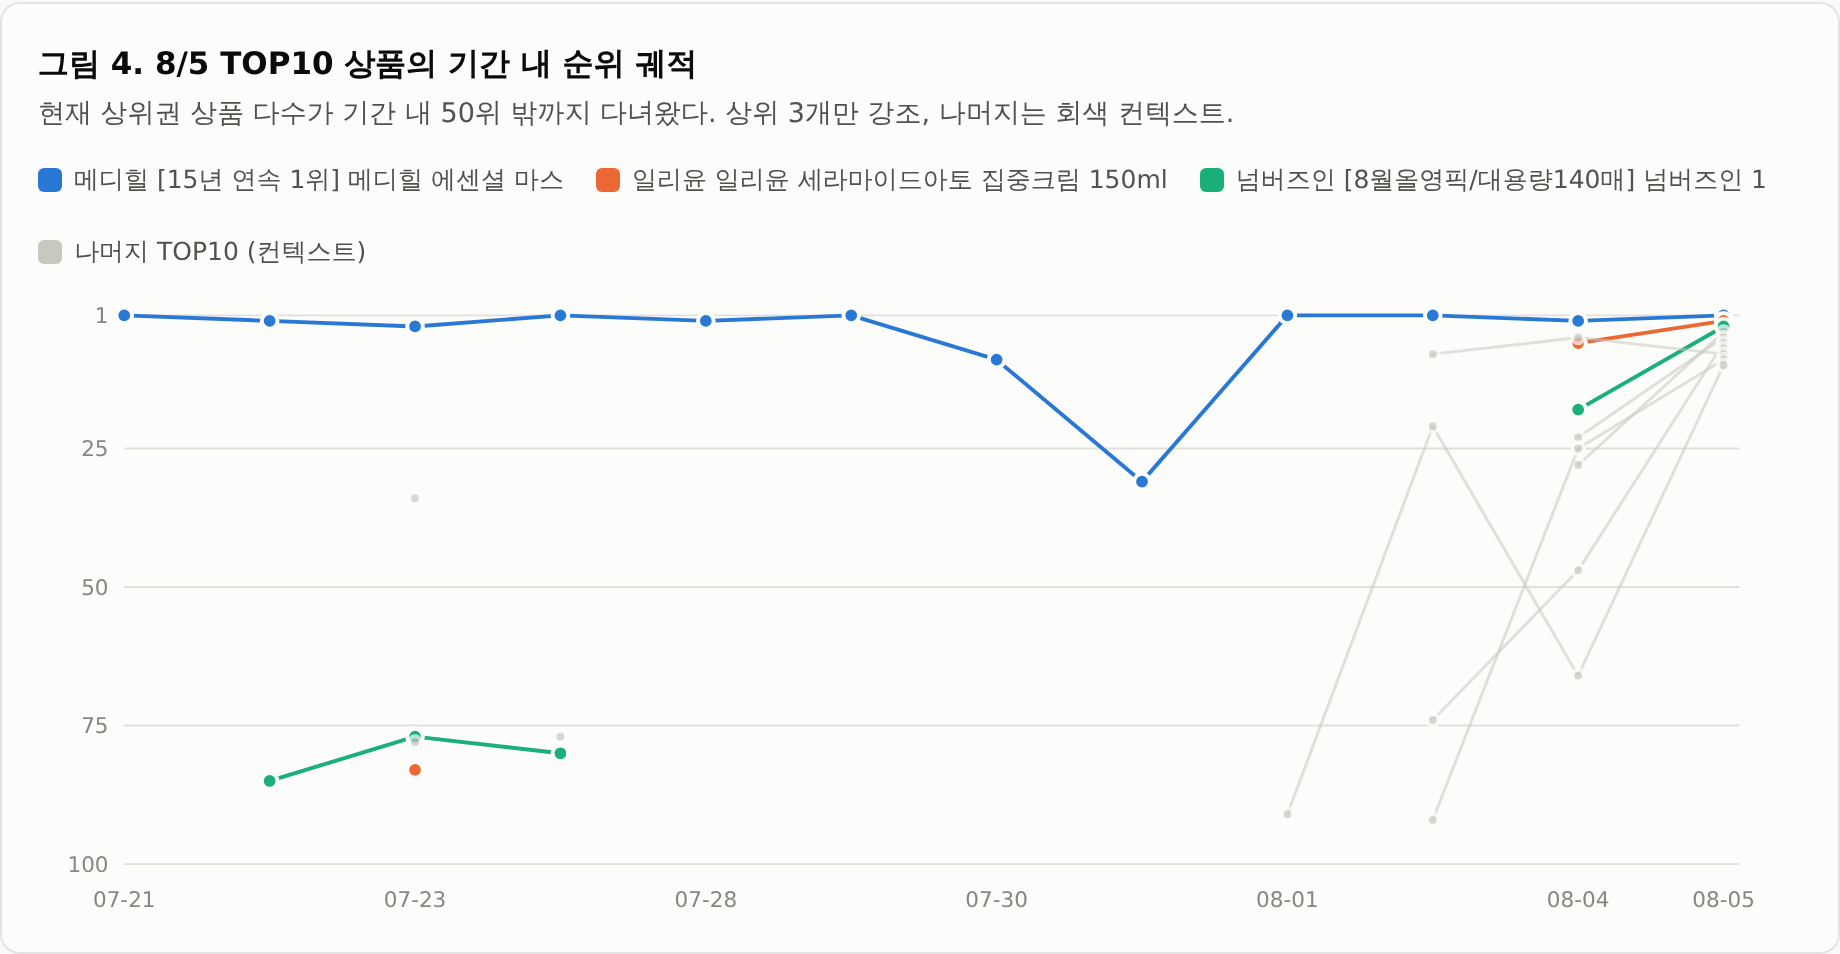 그림 4. 8/5 TOP10 상품의 기간 내 순위 궤적
현재 상위권 상품 다수가 기간 내 50위 밖까지 다녀왔다. 상위 3개만 강조, 나머지는 회색 컨텍스트.
메디힐 [15년 연속 1위] 메디힐 에센셜 마스 일리윤 일리윤 세라마이드아토 집중크림 150ml 넘버즈인 [8월올영픽/대용량140매] 넘버즈인 1
나머지 TOP10 (컨텍스트)
1
25
50
75
100
07-21 07-23 07-28 07-30 08-01 08-04 08-05